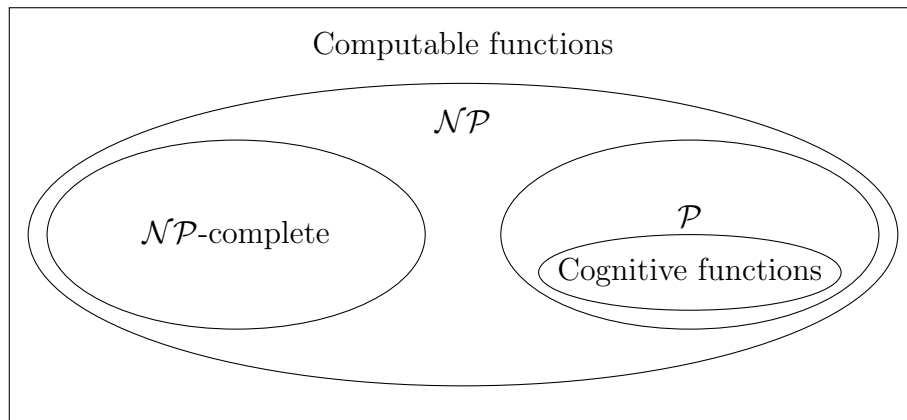 Computable functions
𝒩𝒫
𝒩𝒫-complete
𝒫
Cognitive functions